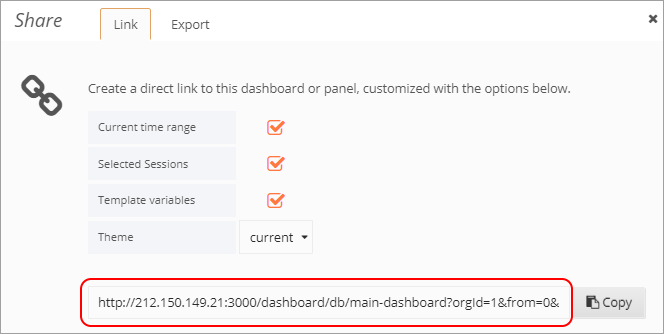 Share Link Export
Create a direct link to this dashboard or panel, customized with the options below.
Current time range
Selected Sessions
Template variables
Theme current
http://212.150.149.21:3000/dashboard/db/main-dashboard?orgId=1&from=0& Copy